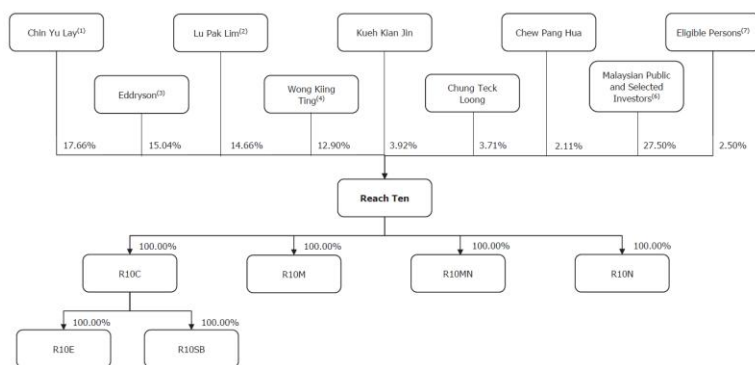 Chin Yu Lay(1)
Lu Pak Lim(2)
Kueh Kian Jin
Chew Pang Hua
Eligible Persons(7)
Eddryson(3)
Wong Kiing
Ting(4)
Chung Teck
Loong
Malaysian Public
and Selected
Investors(6)
17.66%
15.04%
14.66%
12.90%
3.92%
3.71%
2.11%
27.50%
2.50%
Reach Ten
100.00%
100.00%
100.00%
100.00%
R10C
R10M
R10MN
R10N
100.00%
100.00%
R10E
R10SB